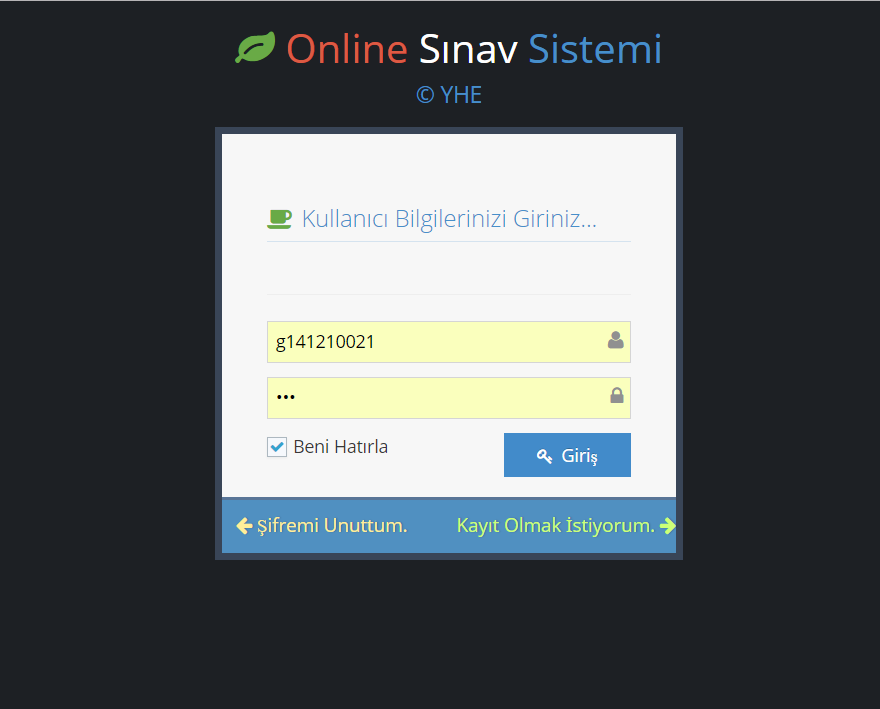 Online Sınav Sistemi
© YHE
Kullanıcı Bilgilerinizi Giriniz...
g141210021
•••
Beni Hatırla
Giriş
Şifremi Unuttum.
Kayıt Olmak İstiyorum.